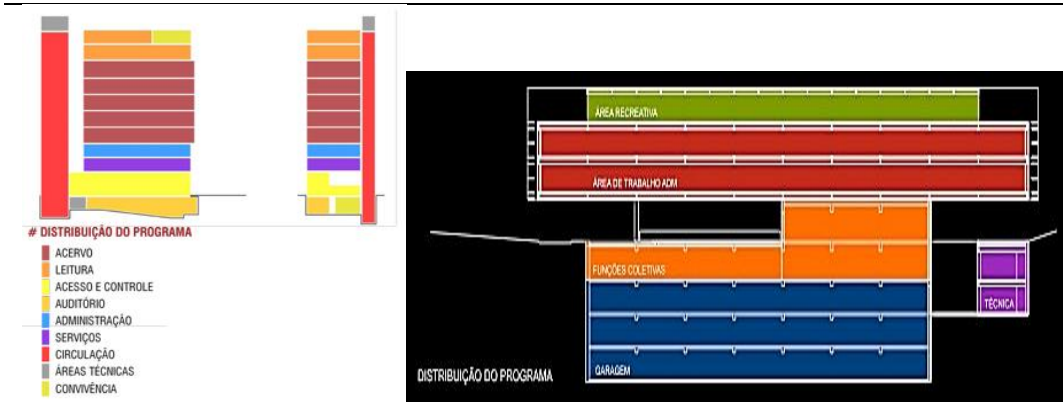 # DISTRIBUIÇÃO DO PROGRAMA
ACERVO
LEITURA
ACESSO E CONTROLE
AUDITÓRIO
ADMINISTRAÇÃO
SERVIÇOS
CIRCULAÇÃO
ÁREAS TÉCNICAS
CONVIVÊNCIA
ÁREA RECREATIVA
ÁREA DE TRABALHO ADM
FUNÇÕES COLETIVAS
TÉCNICA
GARAGEM
DISTRIBUIÇÃO DO PROGRAMA